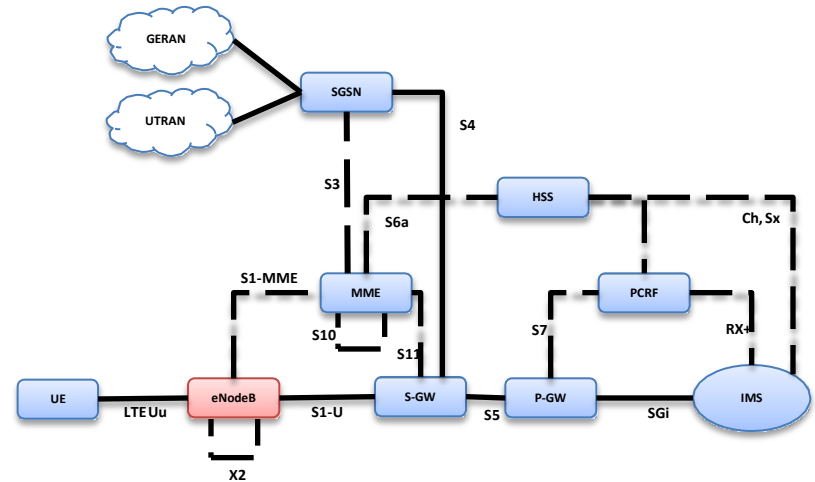 GERAN
SGSN
UTRAN
S4
S3
HSS
S6a
Ch, Sx
S1-MME
MME
PCRF
S10
S7
RX+
S11
UE
eNodeB
S-GW
P-GW
IMS
LTE Uu
S1-U
S5
SGi
X2